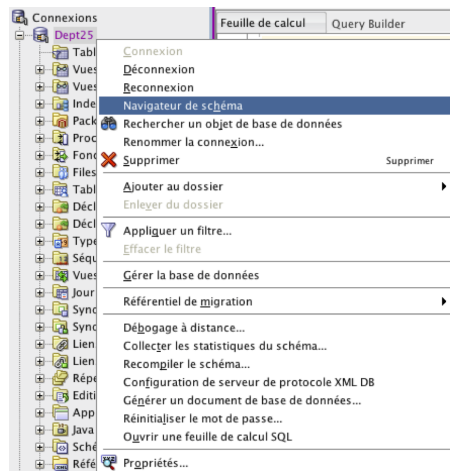 Connexions
Feuille de calcul
Query Builder
Dept25
Tabl
Vues
Vues
Inde
Pack
Proc
Fonc
Files
Tabl
Décl
Décl
Type
Séqu
Vues
Jour
Sync
Sync
Lien
Lien
Répe
Editi
App
Java
Sché
Réfé
Connexion
Déconnexion
Reconnexion
Navigateur de schéma
Rechercher un objet de base de données
Renommer la connexion...
Supprimer Supprimer
Ajouter au dossier
Enlever du dossier
Appliquer un filtre...
Effacer le filtre
Gérer la base de données
Référentiel de migration
Débogage à distance...
Collecter les statistiques du schéma...
Recompiler le schéma...
Configuration de serveur de protocole XML DB
Générer un document de base de données...
Réinitialiser le mot de passe...
Ouvrir une feuille de calcul SQL
Propriétés...